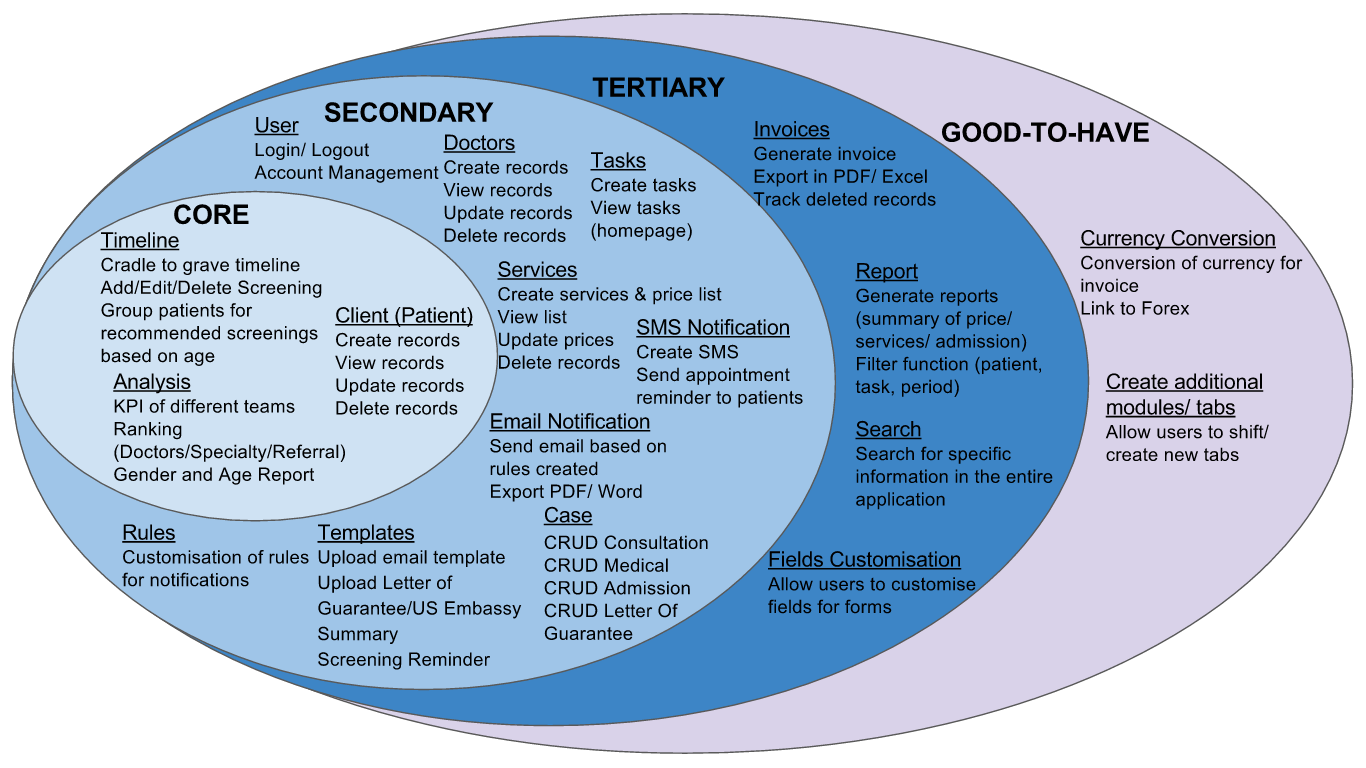 CORE
Timeline
Cradle to grave timeline
Add/Edit/Delete Screening
Group patients for
recommended screenings
based on age
Client (Patient)
Create records
View records
Update records
Delete records
Analysis
KPI of different teams
Ranking
(Doctors/Specialty/Referral)
Gender and Age Report
SECONDARY
User
Login/ Logout
Account Management
Doctors
Create records
View records
Update records
Delete records
Tasks
Create tasks
View tasks
(homepage)
Services
Create services & price list
View list
Update prices
Delete records
SMS Notification
Create SMS
Send appointment
reminder to patients
Email Notification
Send email based on
rules created
Export PDF/ Word
Case
CRUD Consultation
CRUD Medical
CRUD Admission
CRUD Letter Of
Guarantee
Rules
Customisation of rules
for notifications
Templates
Upload email template
Upload Letter of
Guarantee/US Embassy
Summary
Screening Reminder
TERTIARY
Invoices
Generate invoice
Export in PDF/ Excel
Track deleted records
Report
Generate reports
(summary of price/
services/ admission)
Filter function (patient,
task, period)
Search
Search for specific
information in the entire
application
Fields Customisation
Allow users to customise
fields for forms
GOOD-TO-HAVE
Currency Conversion
Conversion of currency for
invoice
Link to Forex
Create additional
modules/ tabs
Allow users to shift/
create new tabs